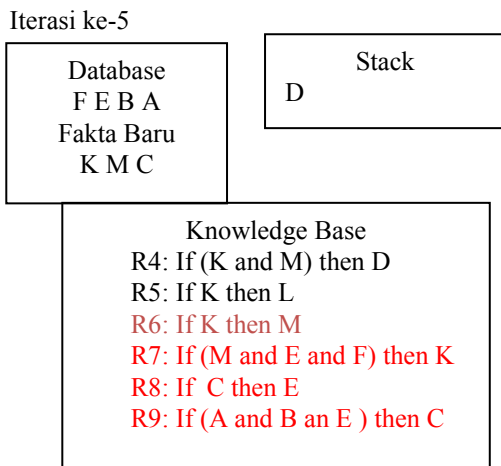 Iterasi ke-5
Database
F E B A
Fakta Baru
K M C
Stack
D
Knowledge Base
R4: If (K and M) then D
R5: If K then L
R6: If K then M
R7: If (M and E and F) then K
R8: If  C then E
R9: If (A and B an E ) then C